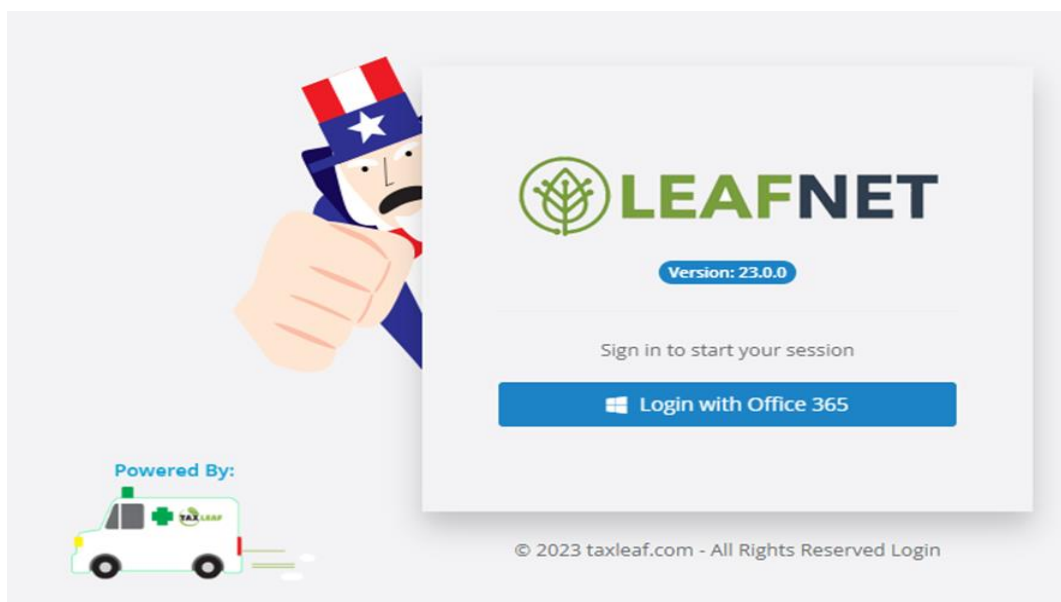 LEAFNET
Version: 23.0.0
Sign in to start your session
Login with Office 365
Powered By:
TAXLEAF
© 2023 taxleaf.com - All Rights Reserved Login